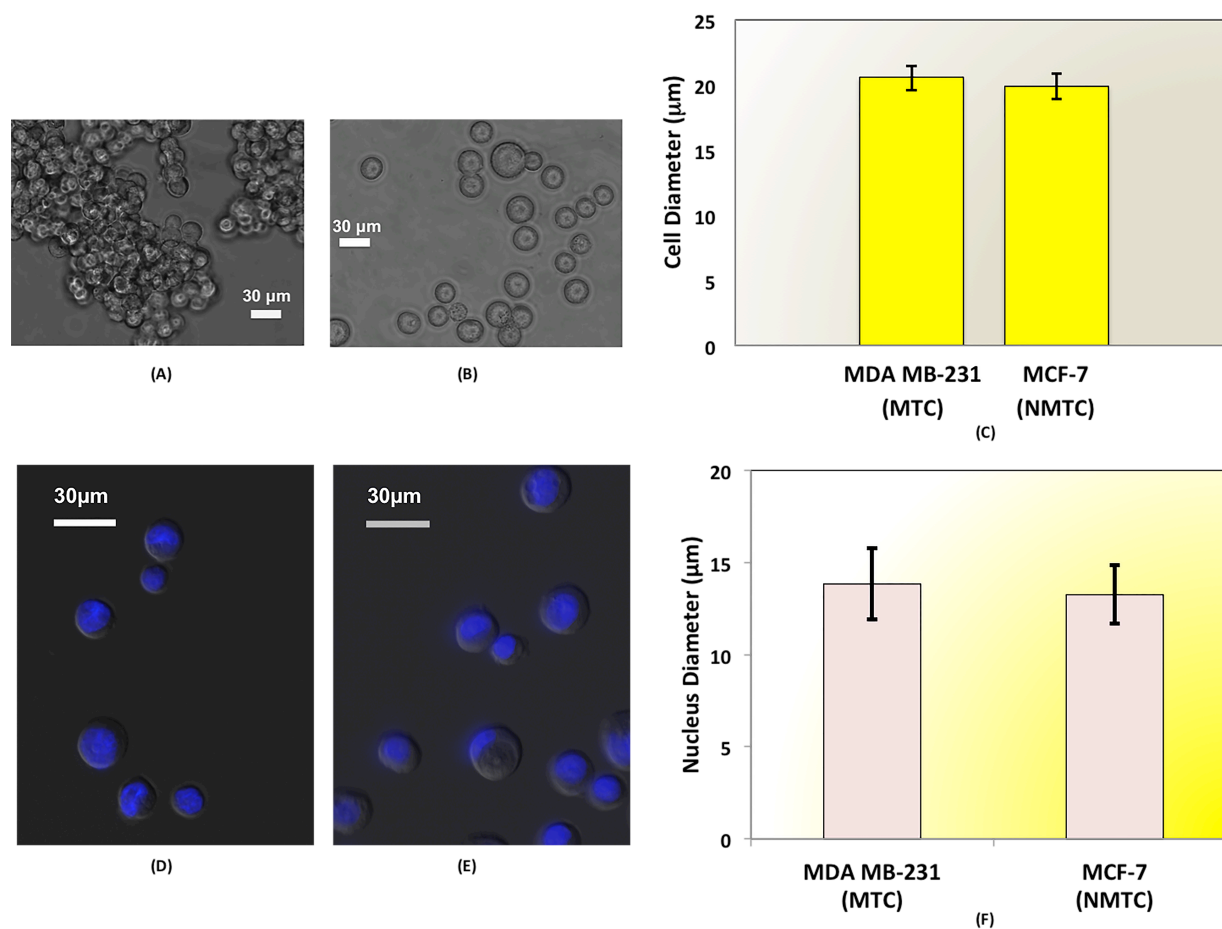 30 µm
(A)
30 µm
(B)
Cell Diameter (µm)
25
20
15
10
5
0
MDA MB-231
(MTC)
MCF-7
(NMTC)
(C)
30µm
(D)
30µm
(E)
Nucleus Diameter (µm)
20
15
10
5
0
MDA MB-231
(MTC)
MCF-7
(NMTC)
(F)